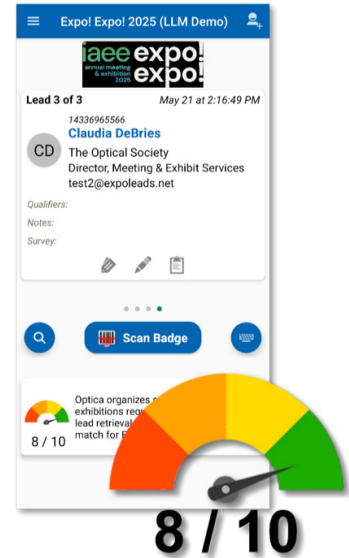 Expo! Expo! 2025 (LLM Demo)
iaee expo!
annual meeting
& exhibition
2025
expo!
Lead 3 of 3
May 21 at 2:16:49 PM
14336965566
CD
Claudia DeBries
The Optical Society
Director, Meeting & Exhibit Services
test2@expoleads.net
Qualifiers:
Notes:
Survey:
Scan Badge
Optica organizes
exhibitions
lead retrieval
match for
8 / 10
8 / 10